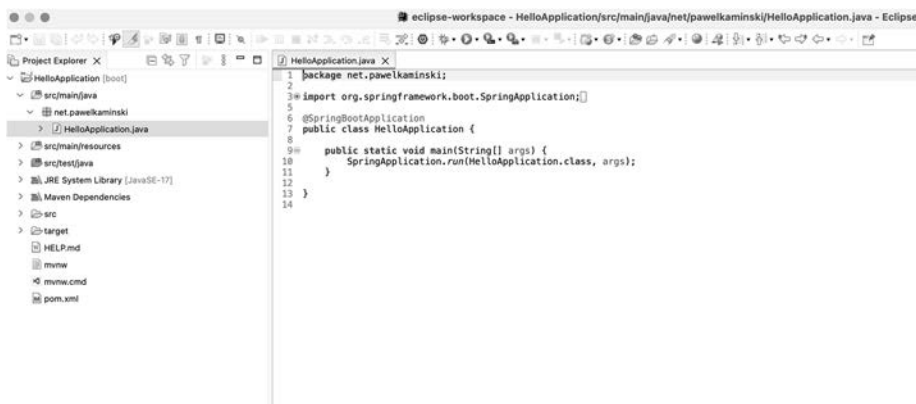 eclipse-workspace - HelloApplication/src/main/java/net/pawelkaminski/HelloApplication.java - Eclipse
Project Explorer
HelloApplication [boot]
src/main/java
net.pawelkaminski
HelloApplication.java
src/main/resources
src/test/java
JRE System Library [JavaSE-17]
Maven Dependencies
src
target
HELP.md
mvnw
mvnw.cmd
pom.xml
HelloApplication.java
1 package net.pawelkaminski;
2
3 import org.springframework.boot.SpringApplication;
5
6 @SpringBootApplication
7 public class HelloApplication {
8
9 public static void main(String[] args) {
10 SpringApplication.run(HelloApplication.class, args);
11 }
12
13 }
14